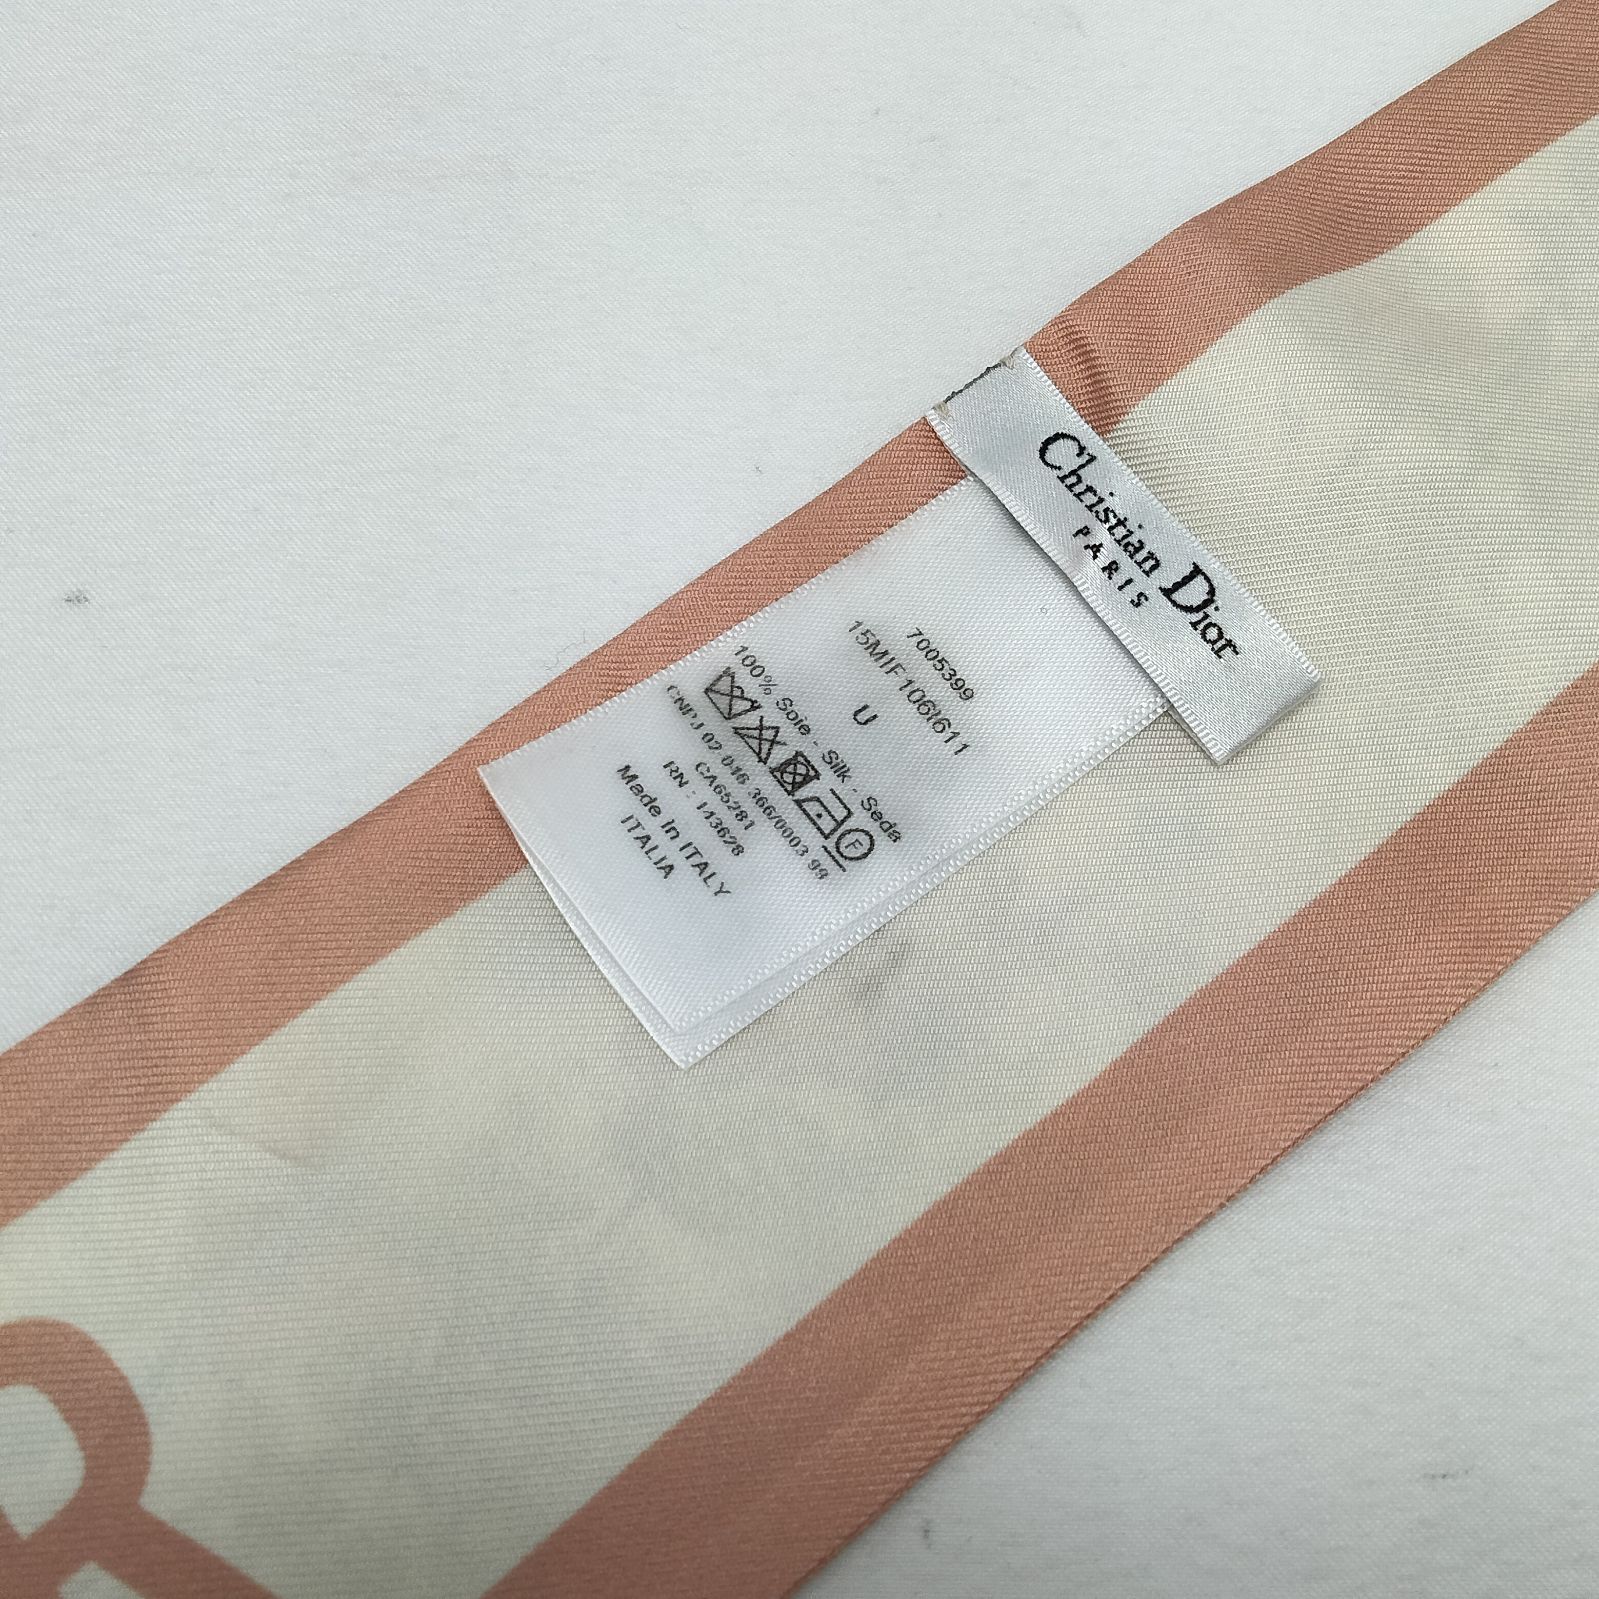 Christian Dior
PARIS
7005399
15MIF106I611
U
100% Soie - Silk - Seda
F
CNPJ 02 046 366/0003 99
CA65281
RN : 143628
Made In ITALY
ITALIA